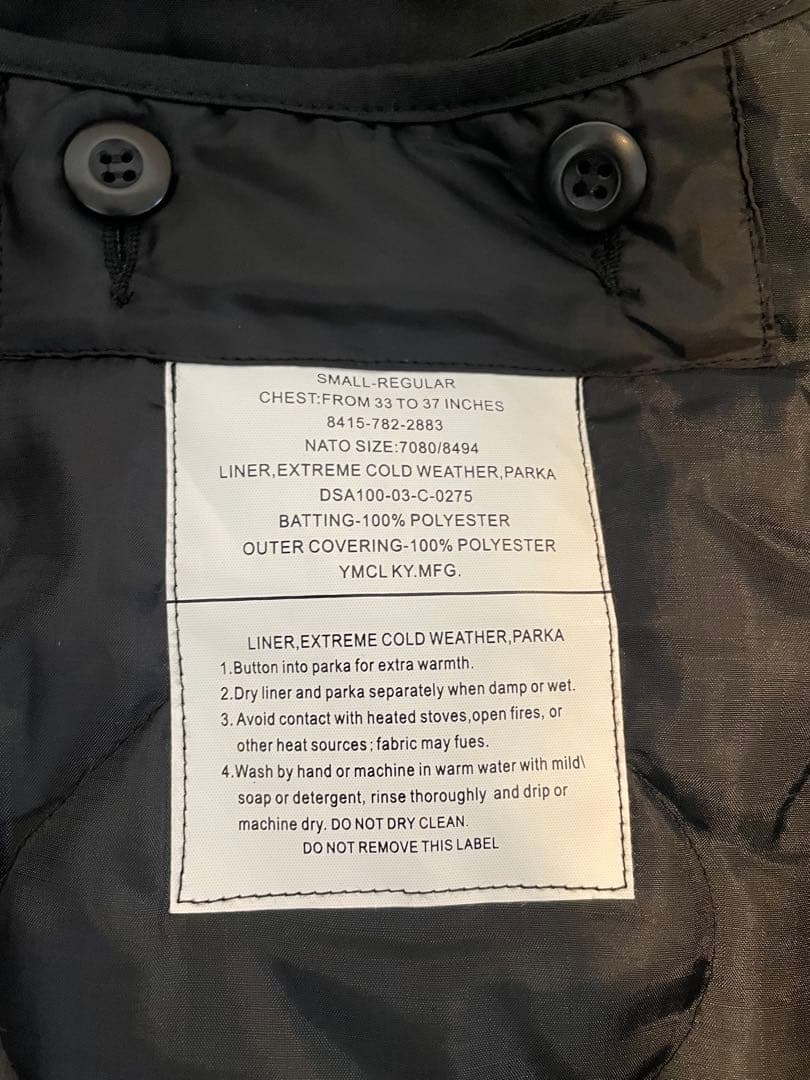 SMALL-REGULAR
CHEST:FROM 33 TO 37 INCHES
8415-782-2883
NATO SIZE:7080/8494
LINER,EXTREME COLD WEATHER,PARKA
DSA100-03-C-0275
BATTING-100% POLYESTER
OUTER COVERING-100% POLYESTER
YMCL KY.MFG.
LINER,EXTREME COLD WEATHER,PARKA
1.Button into parka for extra warmth.
2.Dry liner and parka separately when damp or wet.
3. Avoid contact with heated stoves,open fires, or
other heat sources ; fabric may fues.
4.Wash by hand or machine in warm water with mild\
soap or detergent, rinse thoroughly and drip or
machine dry. DO NOT DRY CLEAN.
DO NOT REMOVE THIS LABEL